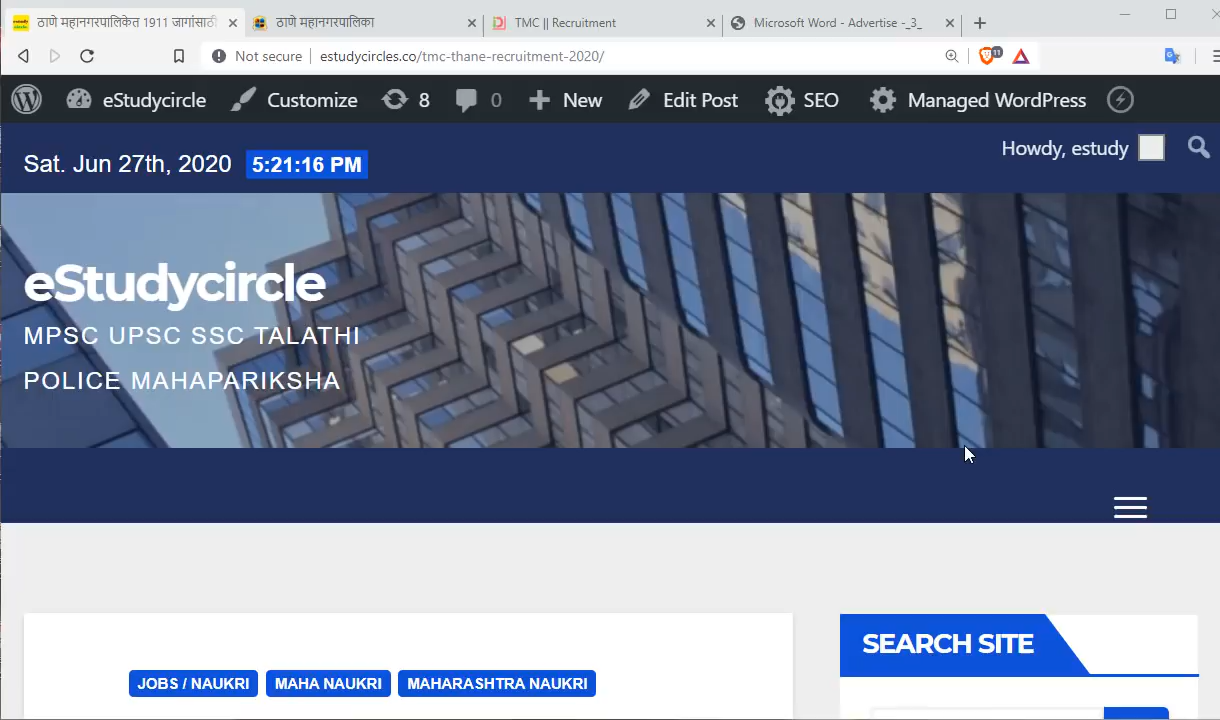 ठाणे महानगरपालिकेत 1911 जागांसाठी
ठाणे महानगरपालिका
TMC || Recruitment
Microsoft Word - Advertise -_3_
Not secure
estudycircles.co/tmc-thane-recruitment-2020/
11
eStudycircle
Customize
8
0
New
Edit Post
SEO
Managed WordPress
Sat. Jun 27th, 2020
5:21:16 PM
Howdy, estudy
eStudycircle
MPSC UPSC SSC TALATHI
POLICE MAHAPARIKSHA
SEARCH SITE
JOBS / NAUKRI
MAHA NAUKRI
MAHARASHTRA NAUKRI